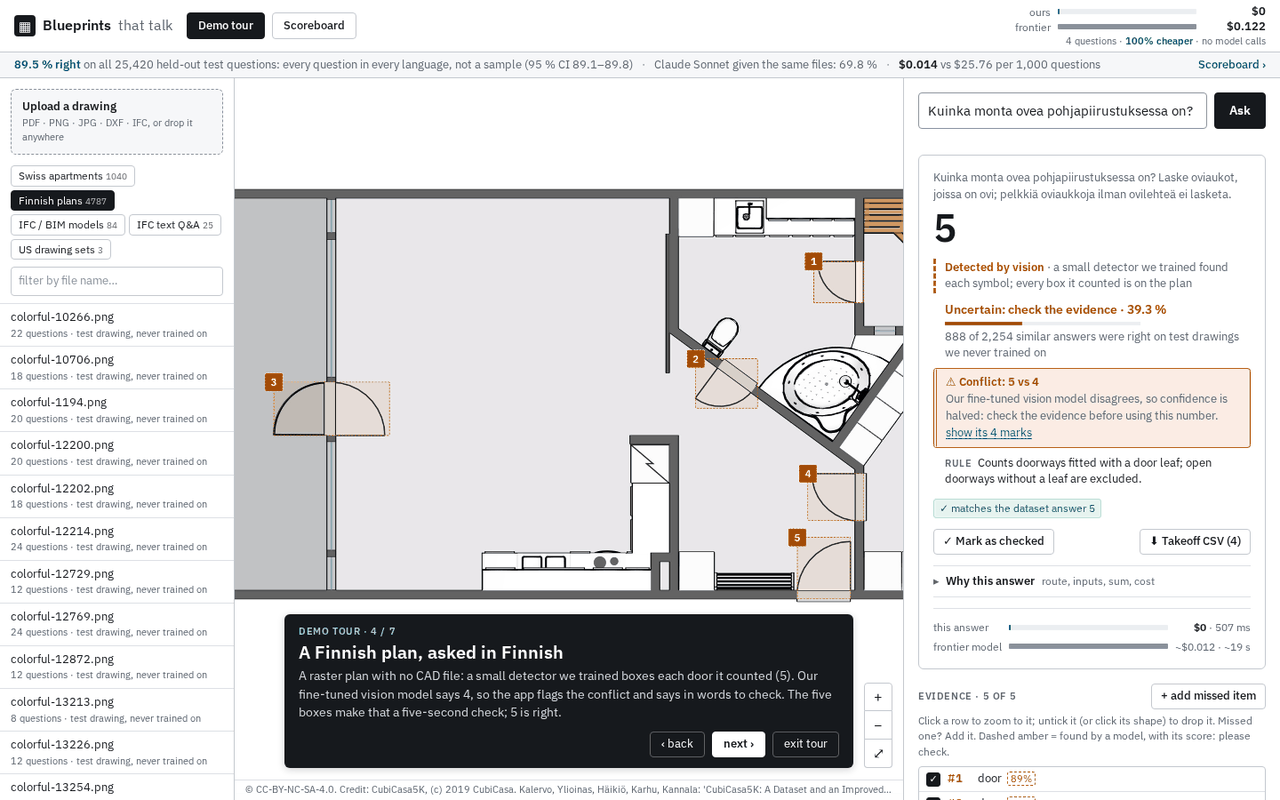 Blueprints that talk
Demo tour
Scoreboard
ours $0
frontier $0.122
4 questions · 100% cheaper · no model calls
89.5 % right on all 25,420 held-out test questions: every question in every language, not a sample (95 % CI 89.1–89.8) · Claude Sonnet given the same files: 69.8 % · $0.014 vs $25.76 per 1,000 questions
Scoreboard ›
Upload a drawing
PDF · PNG · JPG · DXF · IFC, or drop it
anywhere
Swiss apartments 1040
Finnish plans 4787
IFC / BIM models 84
IFC text Q&A 25
US drawing sets 3
filter by file name...
colorful-10266.png
22 questions · test drawing, never trained on
colorful-10706.png
18 questions · test drawing, never trained on
colorful-1194.png
20 questions · test drawing, never trained on
colorful-12200.png
20 questions · test drawing, never trained on
colorful-12202.png
18 questions · test drawing, never trained on
colorful-12214.png
24 questions · test drawing, never trained on
colorful-12729.png
12 questions · test drawing, never trained on
colorful-12769.png
24 questions · test drawing, never trained on
colorful-12872.png
12 questions · test drawing, never trained on
colorful-13213.png
8 questions · test drawing, never trained on
colorful-13226.png
12 questions · test drawing, never trained on
colorful-13254.png
1
2
3
4
5
DEMO TOUR · 4 / 7
A Finnish plan, asked in Finnish
A raster plan with no CAD file: a small detector we trained boxes each door it counted (5). Our
fine-tuned vision model says 4, so the app flags the conflict and says in words to check. The five
boxes make that a five-second check; 5 is right.
‹ back
next ›
exit tour
+
−
⤢
© CC-BY-NC-SA-4.0. Credit: CubiCasa5K, (c) 2019 CubiCasa. Kalervo, Ylioinas, Häikiö, Karhu, Kannala: 'CubiCasa5K: A Dataset and an Improved...
Kuinka monta ovea pohjapiirustuksessa on?
Ask
Kuinka monta ovea pohjapiirustuksessa on? Laske oviaukot,
joissa on ovi; pelkkiä oviaukkoja ilman ovilehteä ei lasketa.
5
Detected by vision · a small detector we trained found
each symbol; every box it counted is on the plan
Uncertain: check the evidence · 39.3 %
888 of 2,254 similar answers were right on test drawings
we never trained on
⚠ Conflict: 5 vs 4
Our fine-tuned vision model disagrees, so confidence is
halved: check the evidence before using this number.
show its 4 marks
RULE Counts doorways fitted with a door leaf; open
doorways without a leaf are excluded.
✓ matches the dataset answer 5
✓ Mark as checked
⬇ Takeoff CSV (4)
▸ Why this answer route, inputs, sum, cost
this answer $0 · 507 ms
frontier model ~$0.012 · ~19 s
EVIDENCE · 5 OF 5
+ add missed item
Click a row to zoom to it; untick it (or click its shape) to drop it. Missed
one? Add it. Dashed amber = found by a model, with its score: please
check.
✓ #1 door 89%